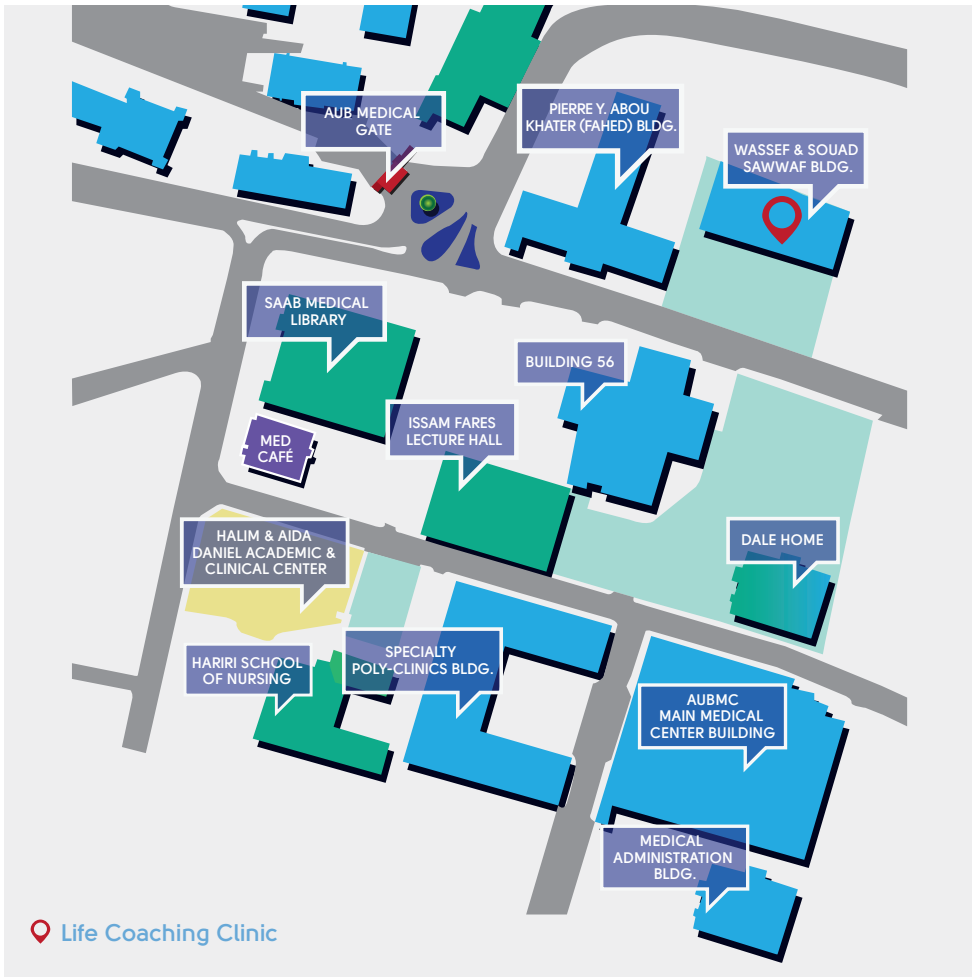 AUB MEDICAL
GATE
PIERRE Y. ABOU
KHATER (FAHED) BLDG.
WASSEF & SOUAD
SAWWAF BLDG.
SAAB MEDICAL
LIBRARY
BUILDING 56
ISSAM FARES
LECTURE HALL
MED
CAFÉ
HALIM & AIDA
DANIEL ACADEMIC &
CLINICAL CENTER
DALE HOME
HARIRI SCHOOL
OF NURSING
SPECIALTY
POLY-CLINICS BLDG.
AUBMC
MAIN MEDICAL
CENTER BUILDING
MEDICAL
ADMINISTRATION
BLDG.
Life Coaching Clinic